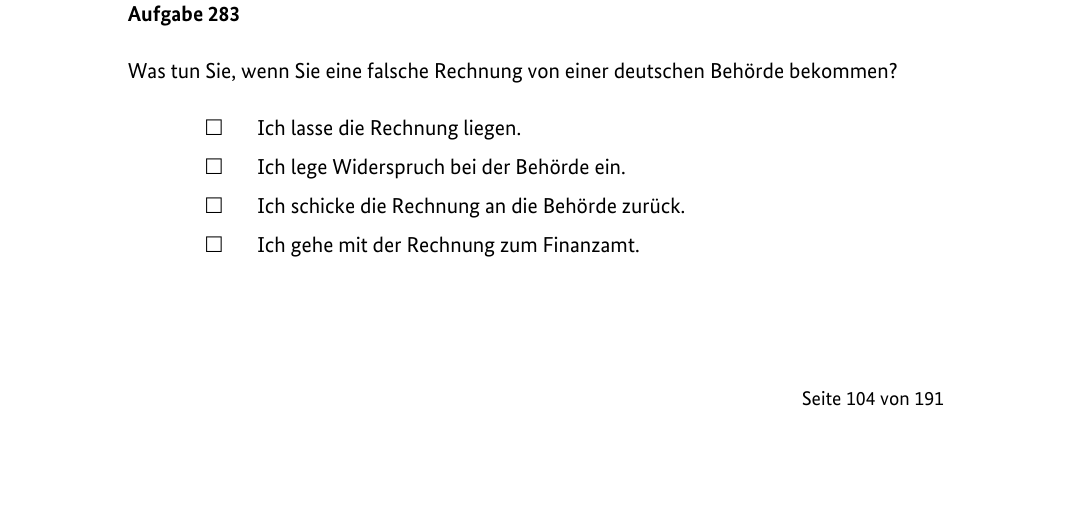 Aufgabe 283
Was tun Sie, wenn Sie eine falsche Rechnung von einer deutschen Behörde bekommen?
☐ Ich lasse die Rechnung liegen.
☐ Ich lege Widerspruch bei der Behörde ein.
☐ Ich schicke die Rechnung an die Behörde zurück.
☐ Ich gehe mit der Rechnung zum Finanzamt.
Seite 104 von 191